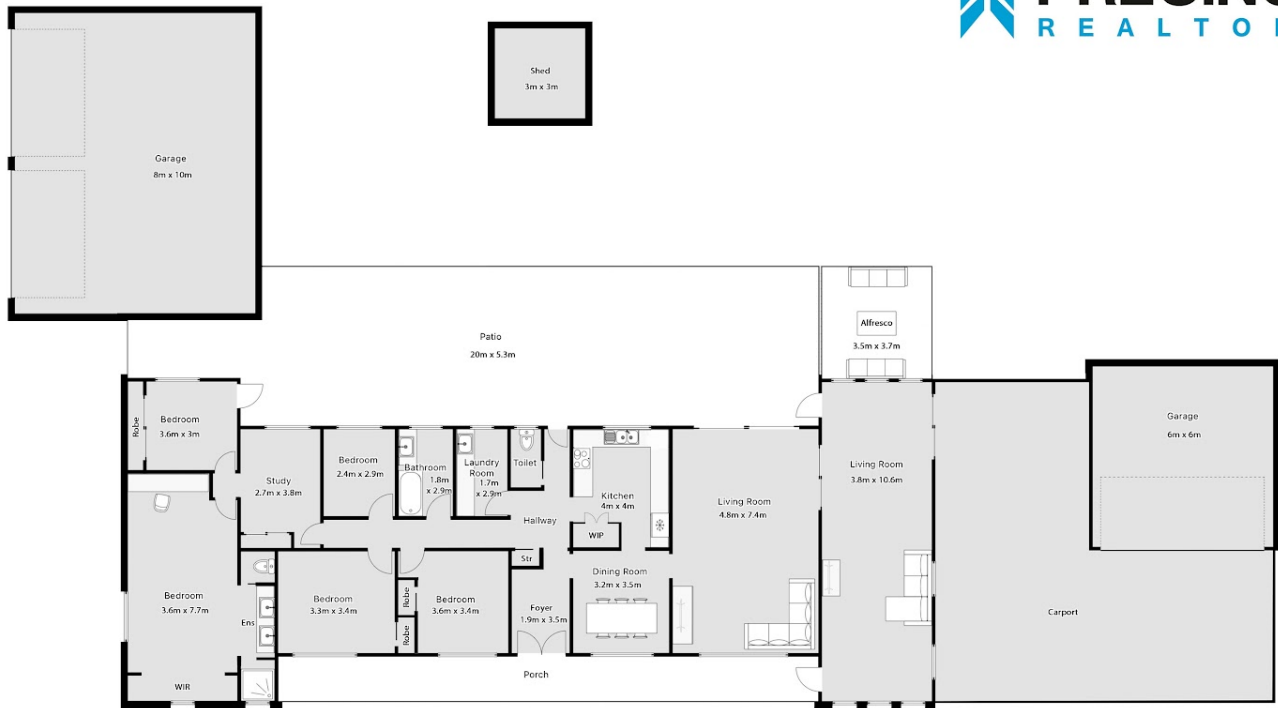 REALTO
Shed
3m x 3m
Garage
8m x 10m
Patio
20m x 5.3m
Alfresco
3.5m x 3.7m
Robe
Bedroom
3.6m x 3m
Study
2.7m x 3.8m
Bedroom
2.4m x 2.9m
Bathroom
1.8m
x 2.9m
Laundry
Room
1.7m
x 2.9m
Toilet
Kitchen
4m x 4m
WIP
Hallway
Str
Living Room
4.8m x 7.4m
Living Room
3.8m x 10.6m
Garage
6m x 6m
Bedroom
3.6m x 7.7m
Ens
WIR
Bedroom
3.3m x 3.4m
Robe
Robe
Bedroom
3.6m x 3.4m
Foyer
1.9m x 3.5m
Dining Room
3.2m x 3.5m
Carport
Porch